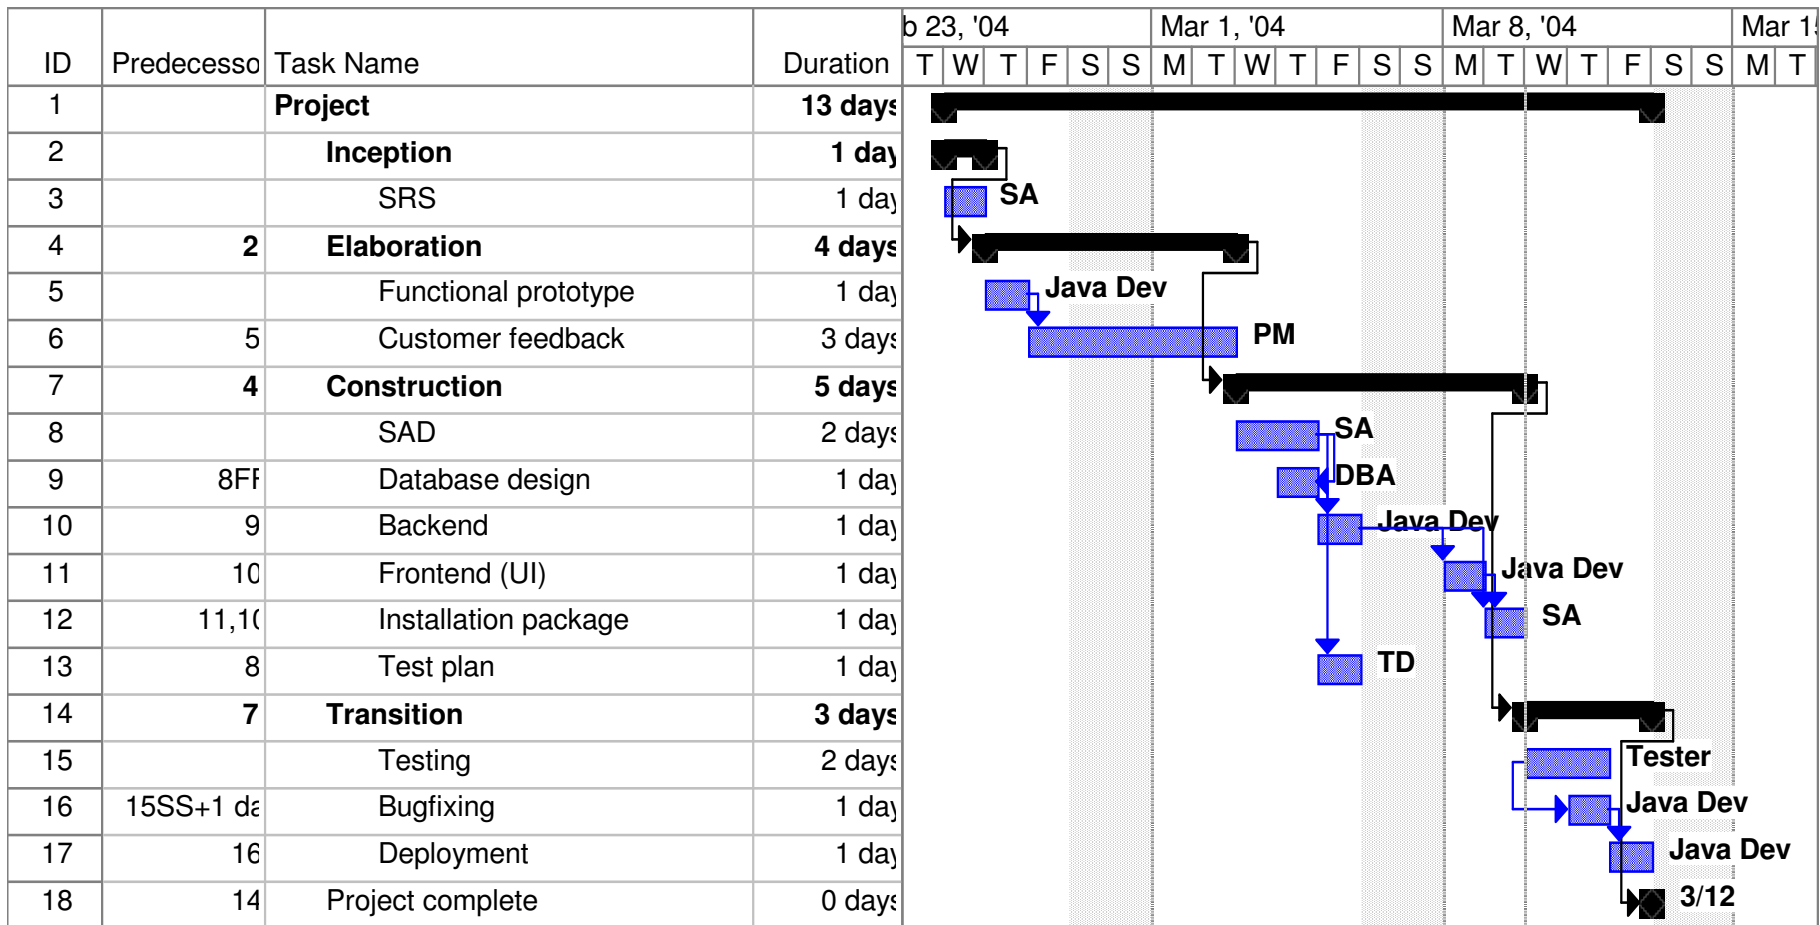 b 23, '04 Mar 1, '04 Mar 8, '04 Mar 1
ID Predecesso Task Name Duration T W T F S S M T W T F S S M T W T F S S M T
1 Project 13 days
2 Inception 1 day
3 SRS 1 day SA
4 2 Elaboration 4 days
5 Functional prototype 1 day Java Dev
6 5 Customer feedback 3 days PM
7 4 Construction 5 days
8 SAD 2 days SA
9 8FF Database design 1 day DBA
10 9 Backend 1 day Java Dev
11 10 Frontend (UI) 1 day Java Dev
12 11,10 Installation package 1 day SA
13 8 Test plan 1 day TD
14 7 Transition 3 days
15 Testing 2 days Tester
16 15SS+1 da Bugfixing 1 day Java Dev
17 16 Deployment 1 day Java Dev
18 14 Project complete 0 days 3/12